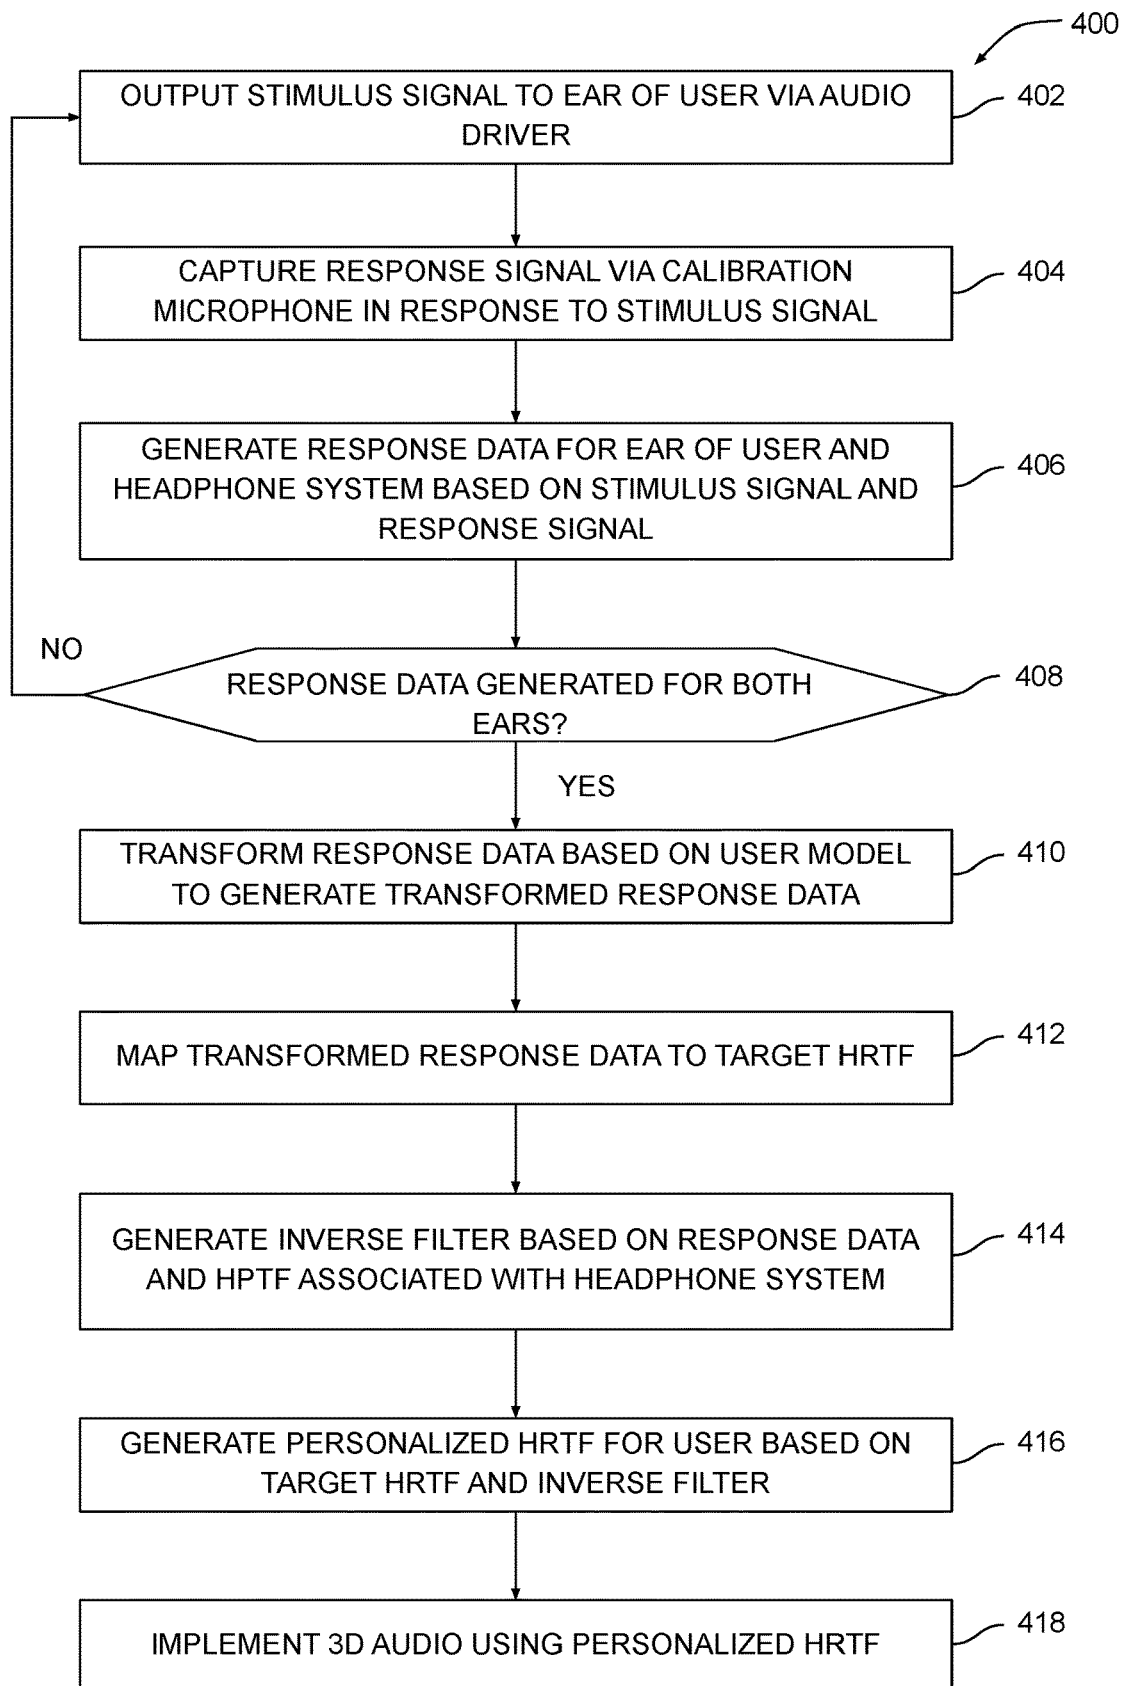 400
OUTPUT STIMULUS SIGNAL TO EAR OF USER VIA AUDIO
DRIVER
402
CAPTURE RESPONSE SIGNAL VIA CALIBRATION
MICROPHONE IN RESPONSE TO STIMULUS SIGNAL
404
GENERATE RESPONSE DATA FOR EAR OF USER AND
HEADPHONE SYSTEM BASED ON STIMULUS SIGNAL AND
RESPONSE SIGNAL
406
NO
RESPONSE DATA GENERATED FOR BOTH
EARS?
408
YES
TRANSFORM RESPONSE DATA BASED ON USER MODEL
TO GENERATE TRANSFORMED RESPONSE DATA
410
MAP TRANSFORMED RESPONSE DATA TO TARGET HRTF
412
GENERATE INVERSE FILTER BASED ON RESPONSE DATA
AND HPTF ASSOCIATED WITH HEADPHONE SYSTEM
414
GENERATE PERSONALIZED HRTF FOR USER BASED ON
TARGET HRTF AND INVERSE FILTER
416
IMPLEMENT 3D AUDIO USING PERSONALIZED HRTF
418